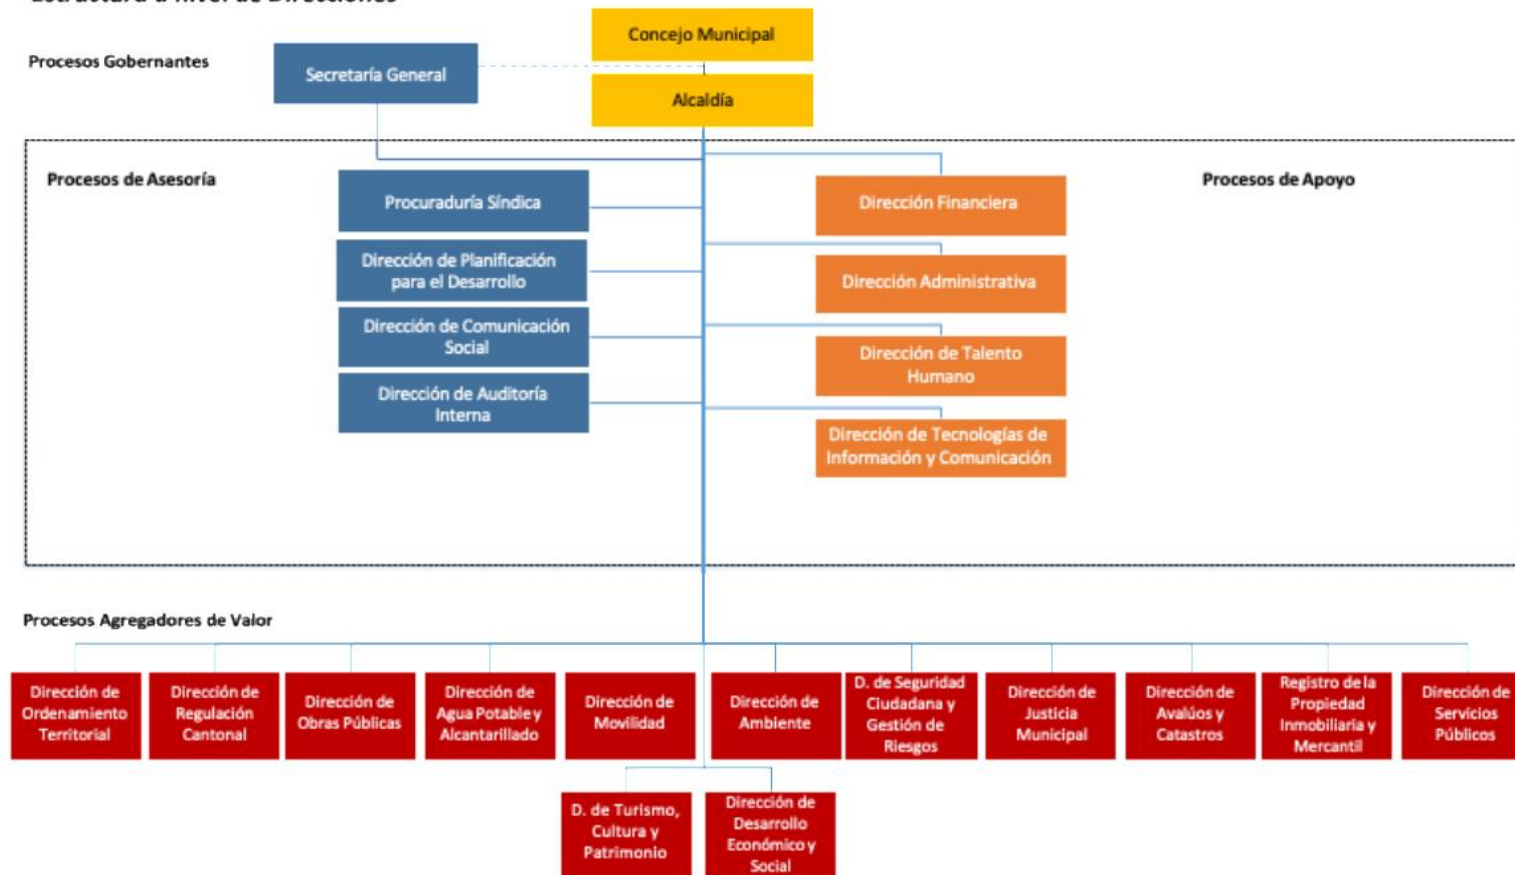 Estructura a nivel de Direcciones
Concejo Municipal
Procesos Gobernantes
Secretaría General
Alcaldía
Procesos de Asesoría
Procesos de Apoyo
Procuraduría Síndica
Dirección de Planificación
para el Desarrollo
Dirección de Comunicación
Social
Dirección de Auditoría
Interna
Dirección Financiera
Dirección Administrativa
Dirección de Talento
Humano
Dirección de Tecnologías de
Información y Comunicación
Procesos Agregadores de Valor
Dirección de
Ordenamiento
Territorial
Dirección de
Regulación
Cantonal
Dirección de
Obras Públicas
Dirección de
Agua Potable y
Alcantarillado
Dirección de
Movilidad
Dirección de
Ambiente
D. de Seguridad
Ciudadana y
Gestión de
Riesgos
Dirección de
Justicia
Municipal
Dirección de
Avalúos y
Catastros
Registro de la
Propiedad
Inmobiliaria y
Mercantil
Dirección de
Servicios
Públicos
D. de Turismo,
Cultura y
Patrimonio
Dirección de
Desarrollo
Económico y
Social